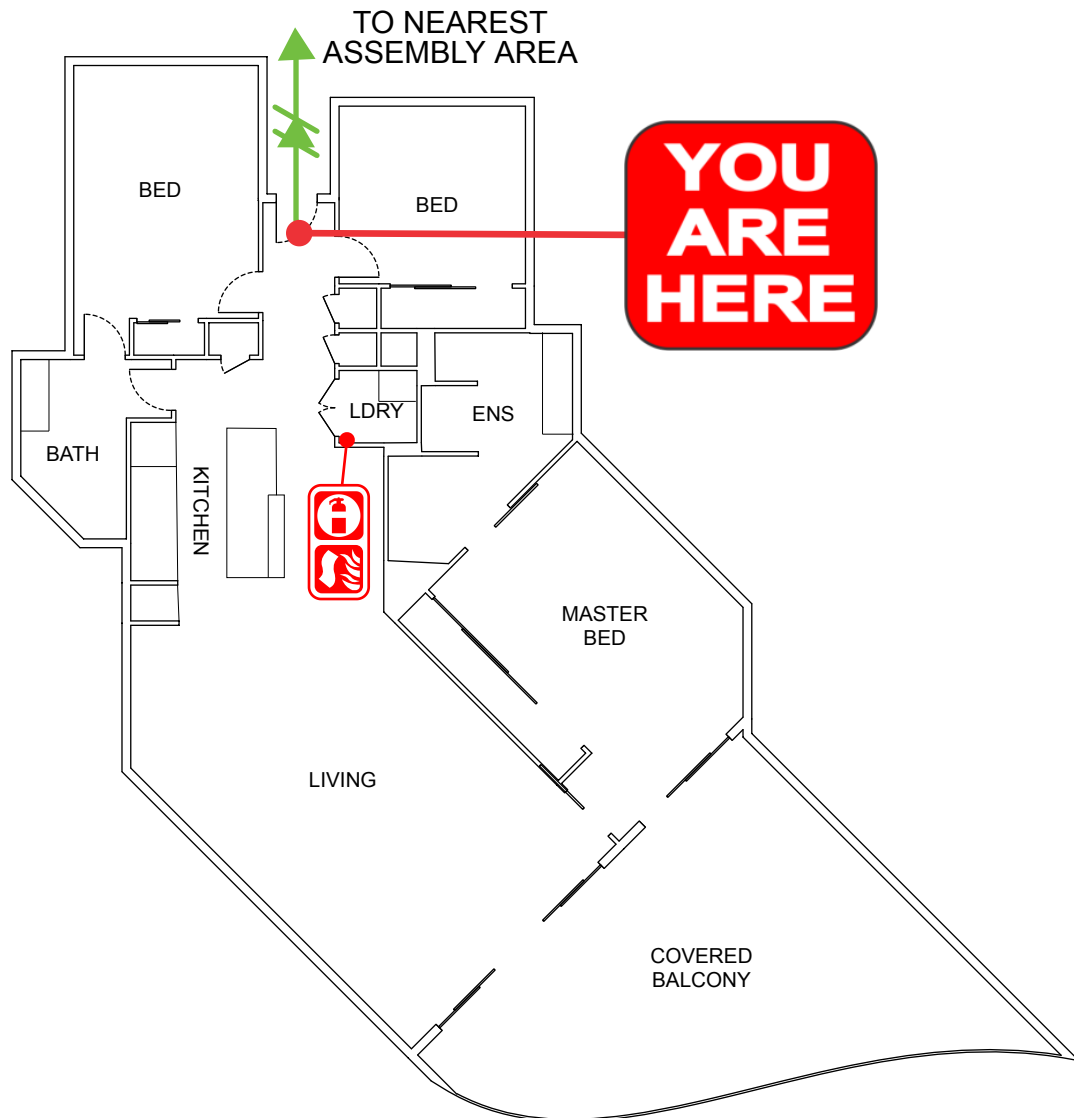 TO NEAREST
ASSEMBLY AREA
YOU
ARE
HERE
BED
BED
LDRY
ENS
BATH
KITCHEN
MASTER
BED
LIVING
COVERED
BALCONY